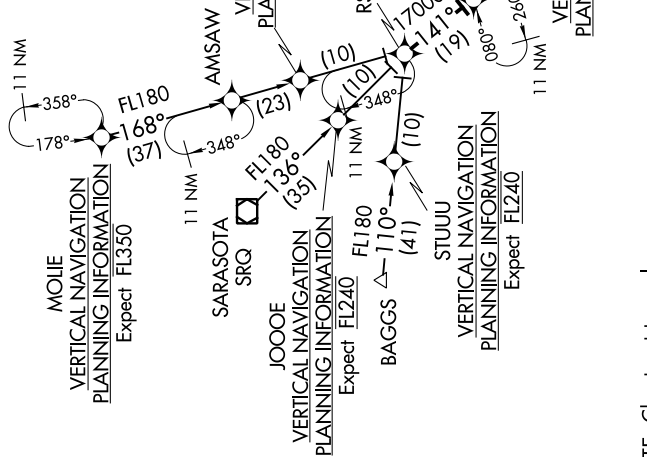 MOLIE
VERTICAL NAVIGATION
PLANNING INFORMATION
Expect FL350
11 NM
358°
178°
FL180
168°
(37)
AMSAW
(23)
11 NM
348°
SARASOTA
SRQ
FL180
136°
(35)
JOOOE
VERTICAL NAVIGATION
PLANNING INFORMATION
Expect FL240
11 NM
348°
(10)
(10)
BAGGS
FL180
110°
(41)
STUUU
VERTICAL NAVIGATION
PLANNING INFORMATION
Expect FL240
(10)
141°
(19)
080°
11 NM